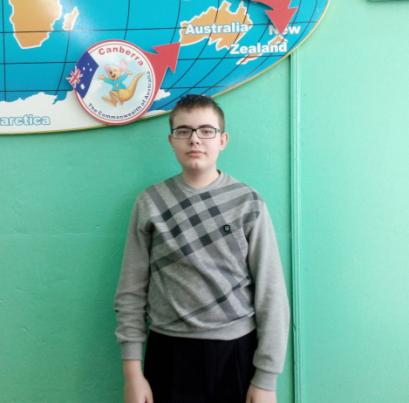 Australia
New
Zealand
Canberra
The Commonwealth of Australia
arctica